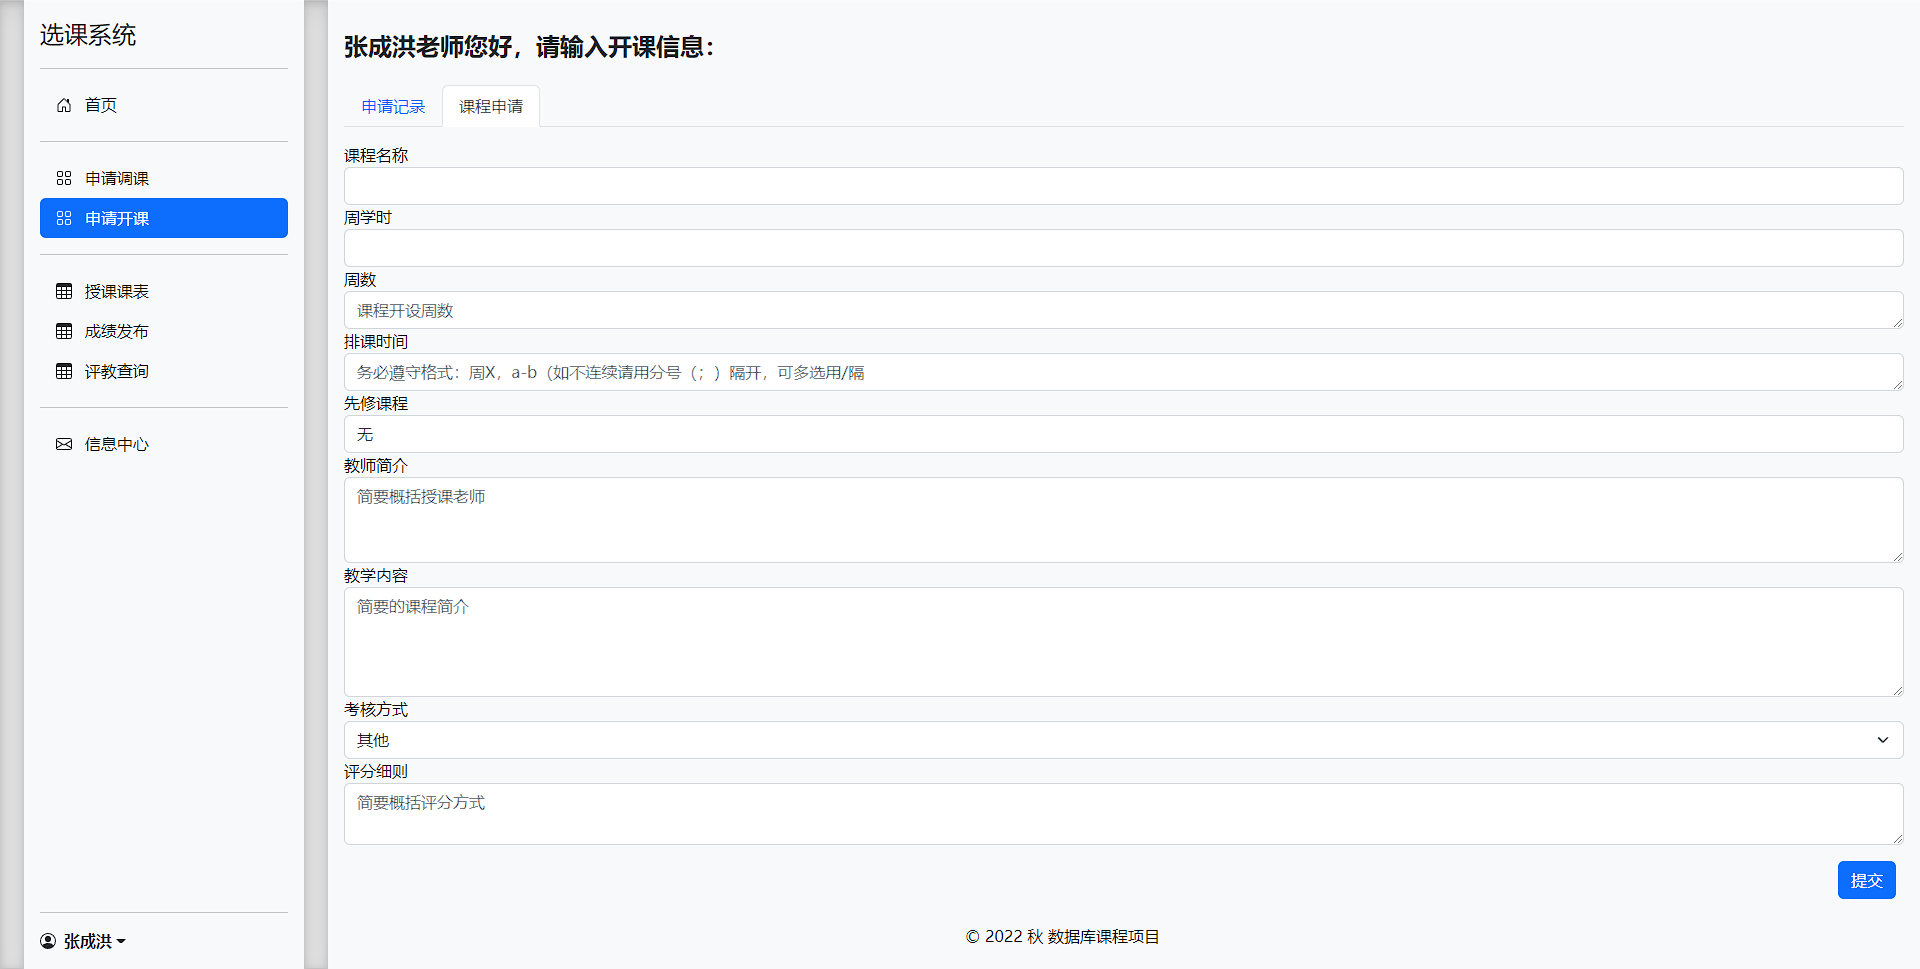 选课系统
首页
申请调课
申请开课
授课课表
成绩发布
评教查询
信息中心
张成洪
张成洪老师您好，请输入开课信息：
申请记录
课程申请
课程名称
周学时
周数
课程开设周数
排课时间
务必遵守格式：周X，a-b（如不连续请用分号（；）隔开，可多选用/隔
先修课程
无
教师简介
简要概括授课老师
教学内容
简要的课程简介
考核方式
其他
评分细则
简要概括评分方式
提交
© 2022 秋 数据库课程项目